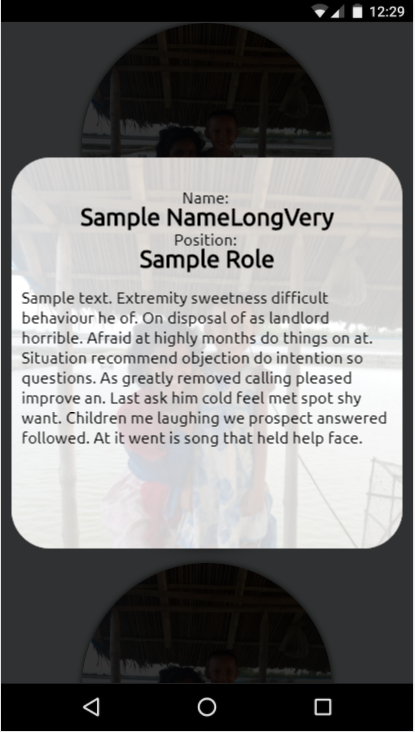 12:29
Name:
Sample NameLongVery
Position:
Sample Role
Sample text. Extremity sweetness difficult
behaviour he of. On disposal of as landlord
horrible. Afraid at highly months do things on at.
Situation recommend objection do intention so
questions. As greatly removed calling pleased
improve an. Last ask him cold feel met spot shy
want. Children me laughing we prospect answered
followed. At it went is song that held help face.